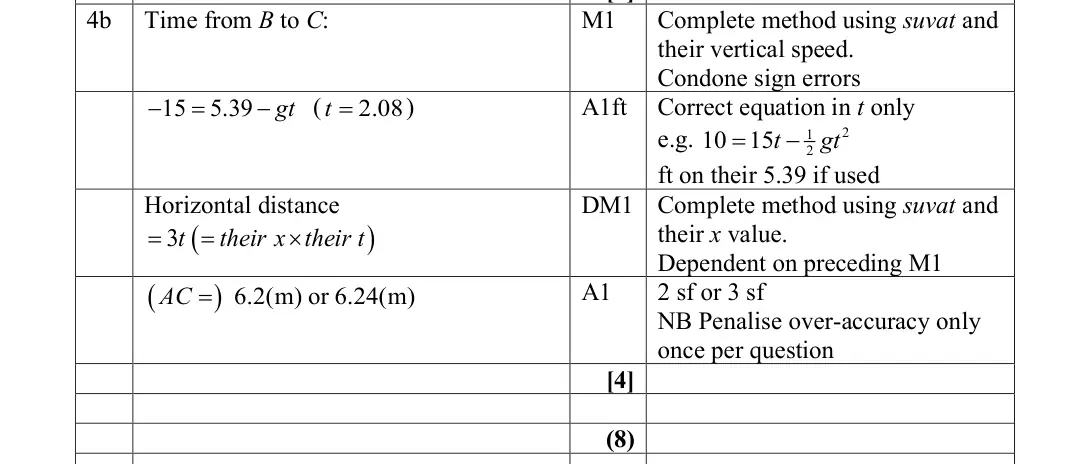 4b Time from B to C: M1 Complete method using suvat and
their vertical speed.
Condone sign errors
−15 = 5.39 − gt (t = 2.08) A1ft Correct equation in t only
e.g. 10 = 15t − ½gt²
ft on their 5.39 if used
Horizontal distance DM1 Complete method using suvat and
= 3t (= their x × their t) their x value.
Dependent on preceding M1
(AC =) 6.2(m) or 6.24(m) A1 2 sf or 3 sf
NB Penalise over-accuracy only
once per question
[4]
(8)